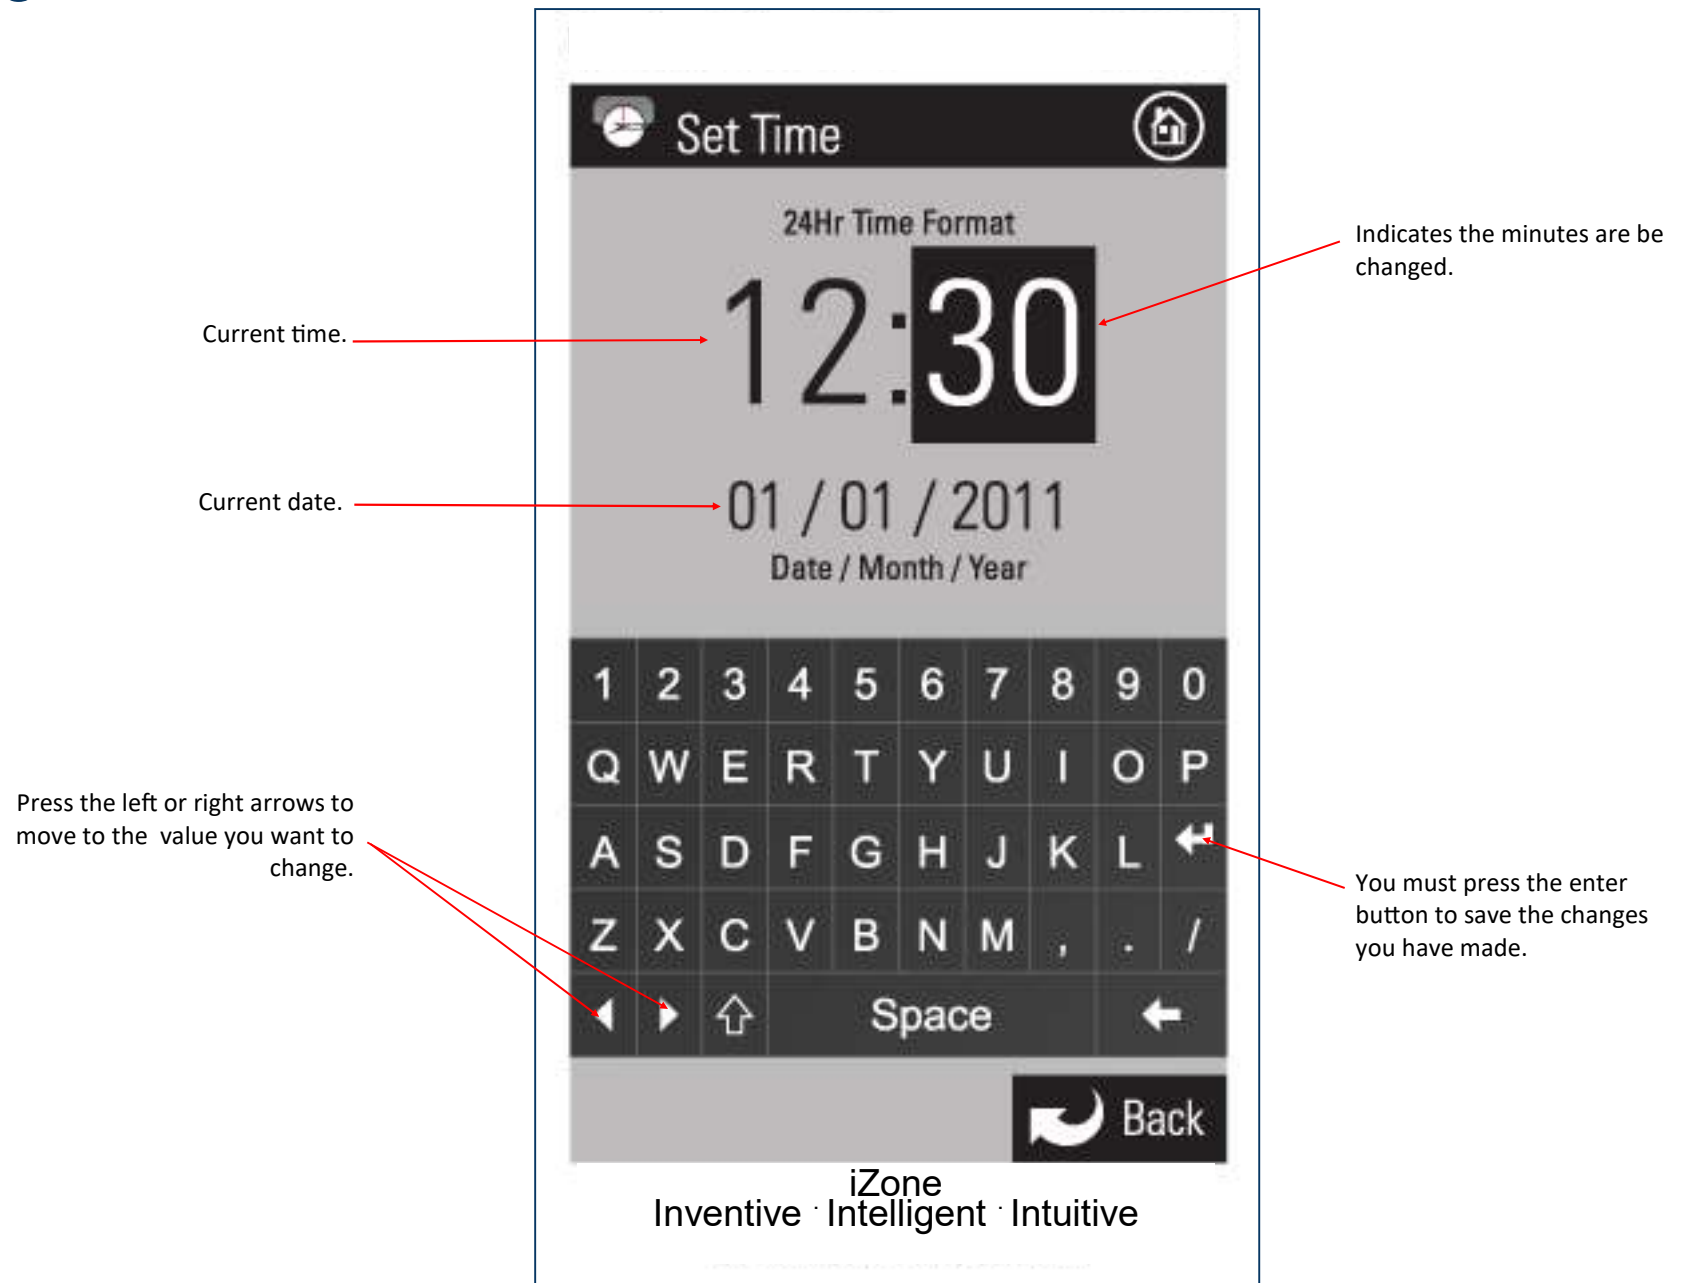 Set Time
24Hr Time Format
12:30
01 / 01 / 2011
Date / Month / Year
Indicates the minutes are be
changed.
Current time.
Current date.
Press the left or right arrows to
move to the  value you want to
change.
You must press the enter
button to save the changes
you have made.
1 2 3 4 5 6 7 8 9 0
Q W E R T Y U I O P
A S D F G H J K L
Z X C V B N M , . /
Space
Back
iZone
Inventive · Intelligent · Intuitive